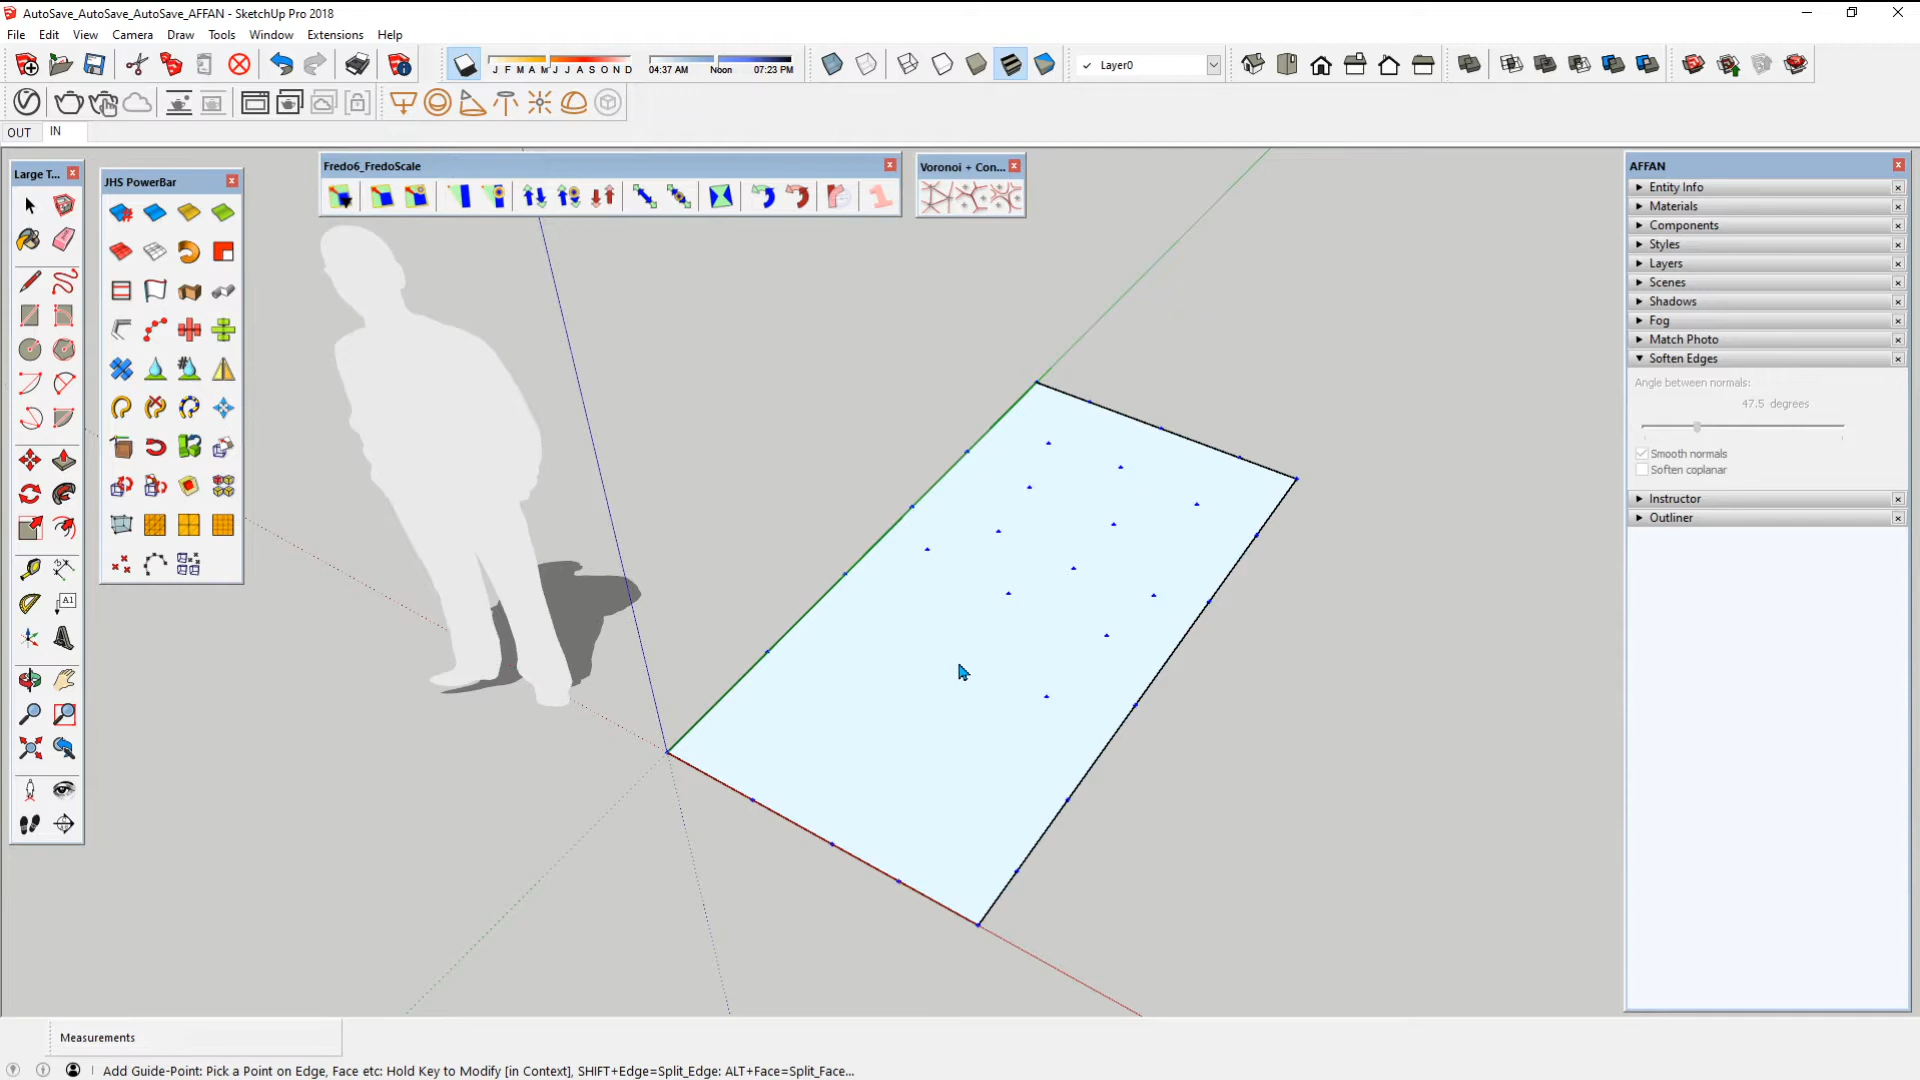 AutoSave_AutoSave_AutoSave_AFFAN - SketchUp Pro 2018
File Edit View Camera Draw Tools Window Extensions Help
J F M A M J J A S O N D
04:37 AM Noon 07:23 PM
Layer0
OUT IN
Large T...
JHS PowerBar
Fredo6_FredoScale
Voronoi + Con...
A1
AFFAN
Entity Info
Materials
Components
Styles
Layers
Scenes
Shadows
Fog
Match Photo
Soften Edges
Angle between normals:
47.5 degrees
Smooth normals
Soften coplanar
Instructor
Outliner
Measurements
Add Guide-Point: Pick a Point on Edge, Face etc: Hold Key to Modify [in Context], SHIFT+Edge=Split_Edge: ALT+Face=Split_Face...